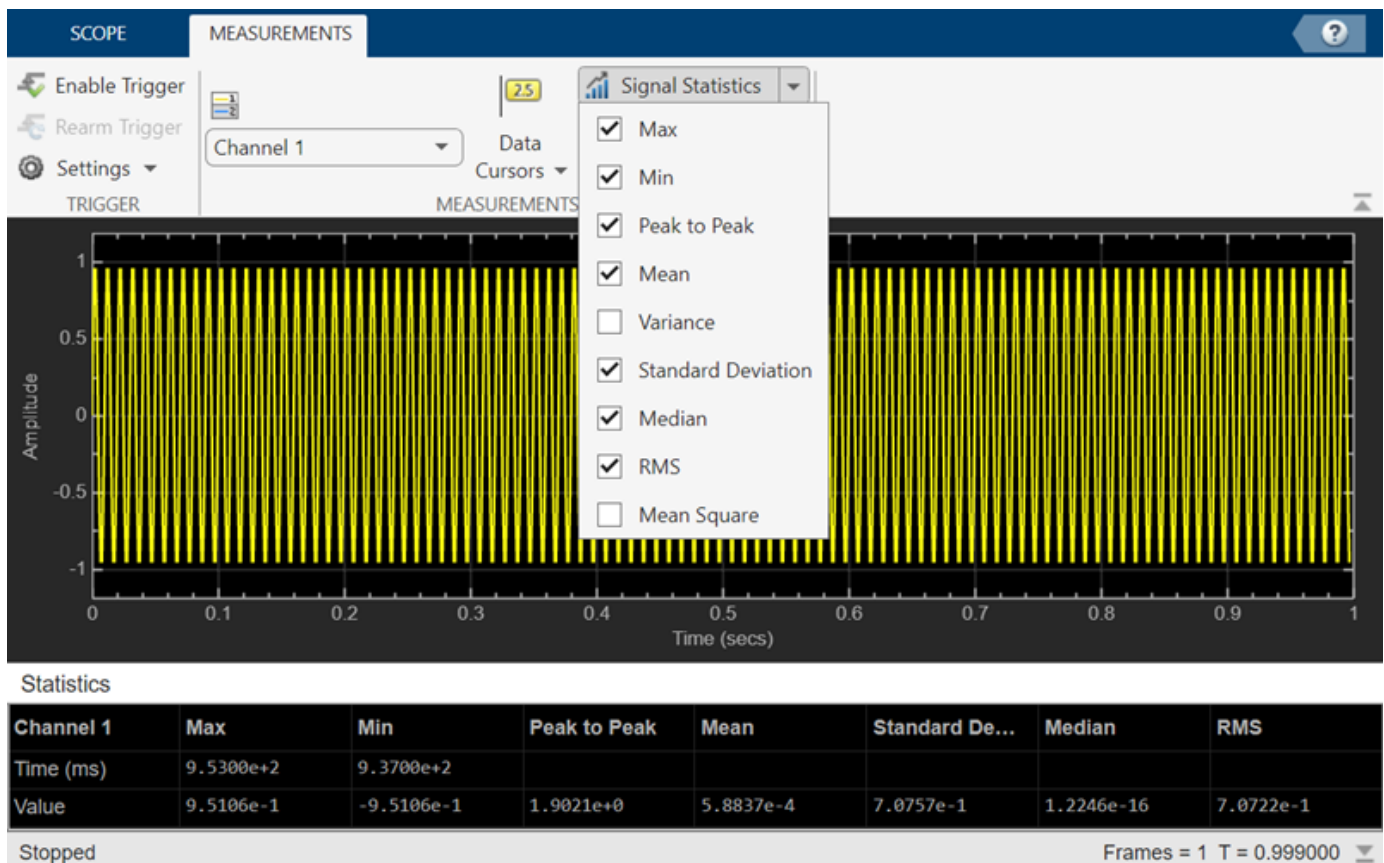 SCOPE MEASUREMENTS ?
Enable Trigger
Rearm Trigger
Settings
TRIGGER
1
2
Channel 1
2.5
Data
Cursors
MEASUREMENTS
Signal Statistics
Max
Min
Peak to Peak
Mean
Variance
Standard Deviation
Median
RMS
Mean Square
Amplitude
1
0.5
0
-0.5
-1
0 0.1 0.2 0.3 0.4 0.5 0.6 0.7 0.8 0.9 1
Time (secs)
Statistics
Channel 1 Max Min Peak to Peak Mean Standard De... Median RMS
Time (ms) 9.5300e+2 9.3700e+2
Value 9.5106e-1 -9.5106e-1 1.9021e+0 5.8837e-4 7.0757e-1 1.2246e-16 7.0722e-1
Stopped Frames = 1 T = 0.999000